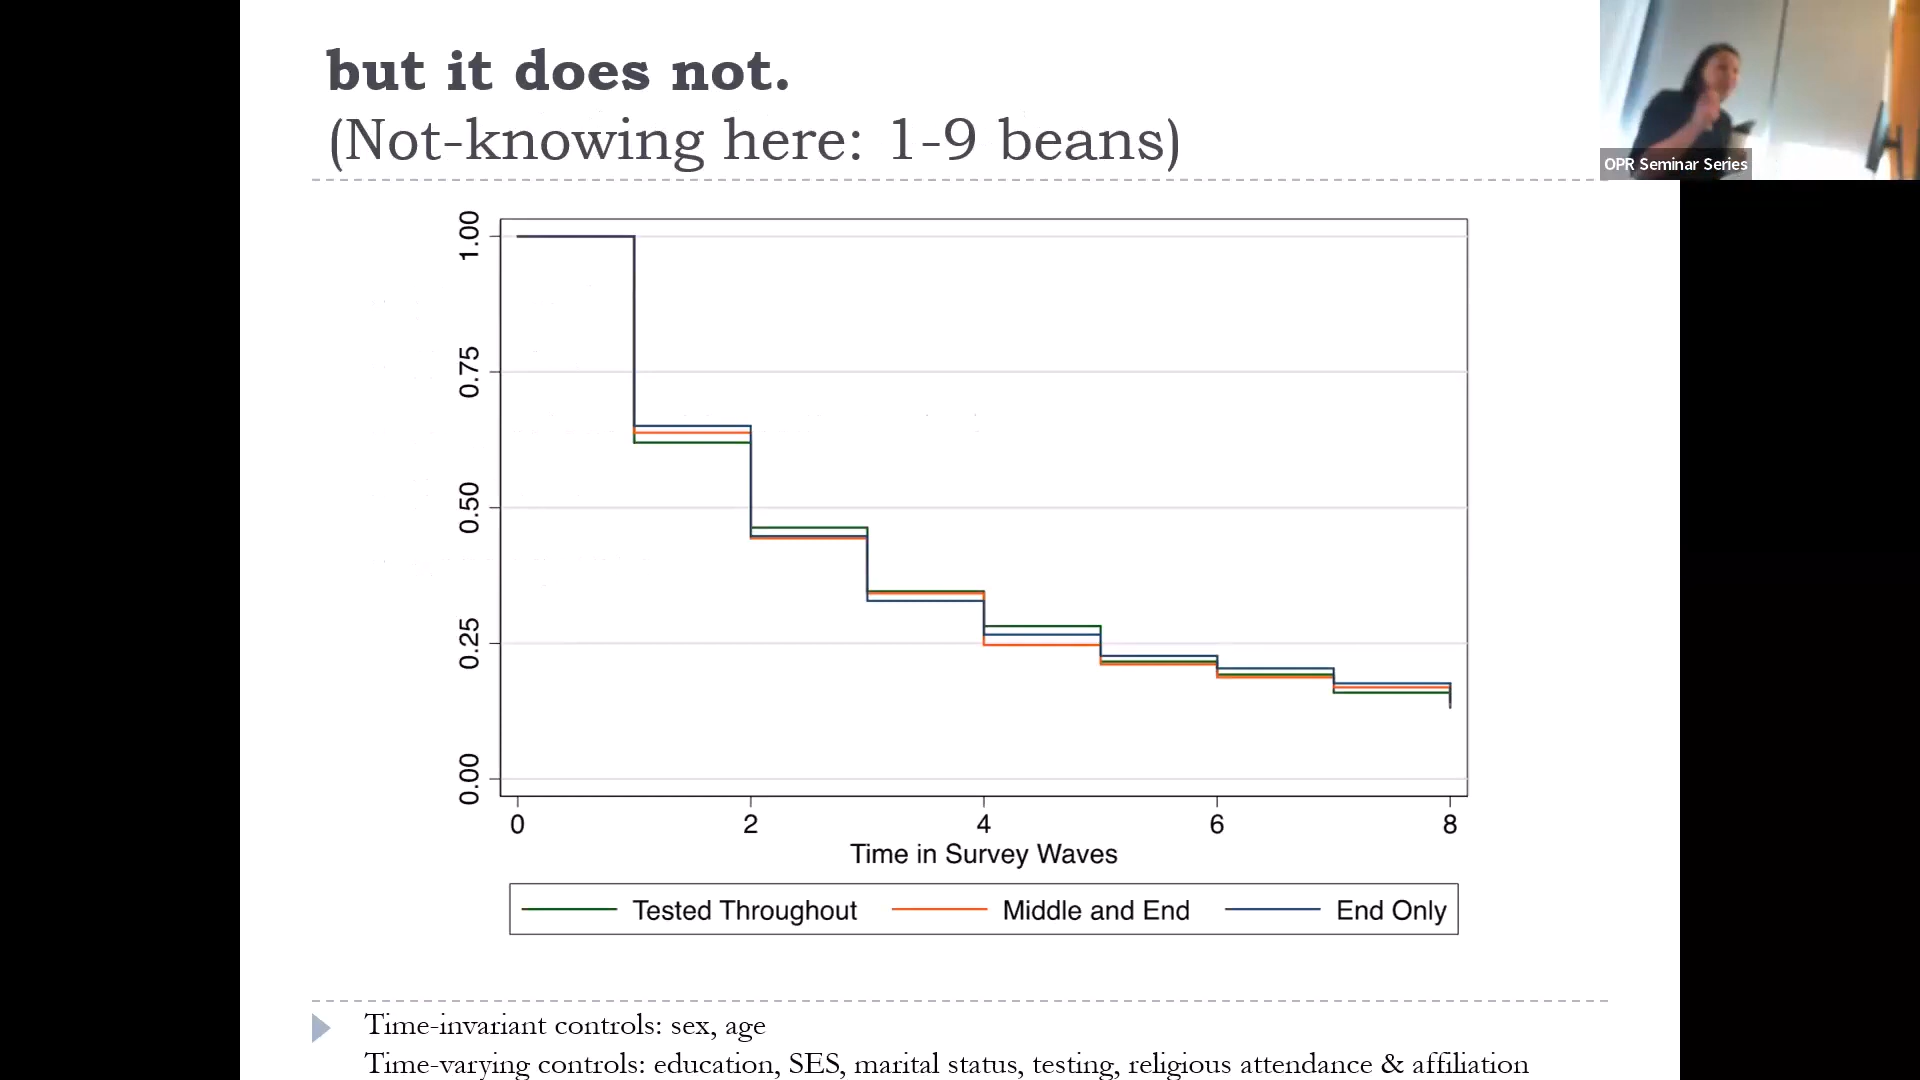 but it does not.
(Not-knowing here: 1-9 beans)
OPR Seminar Series
1.00
0.75
0.50
0.25
0.00
0 2 4 6 8
Time in Survey Waves
Tested Throughout Middle and End End Only
Time-invariant controls: sex, age
Time-varying controls: education, SES, marital status, testing, religious attendance & affiliation